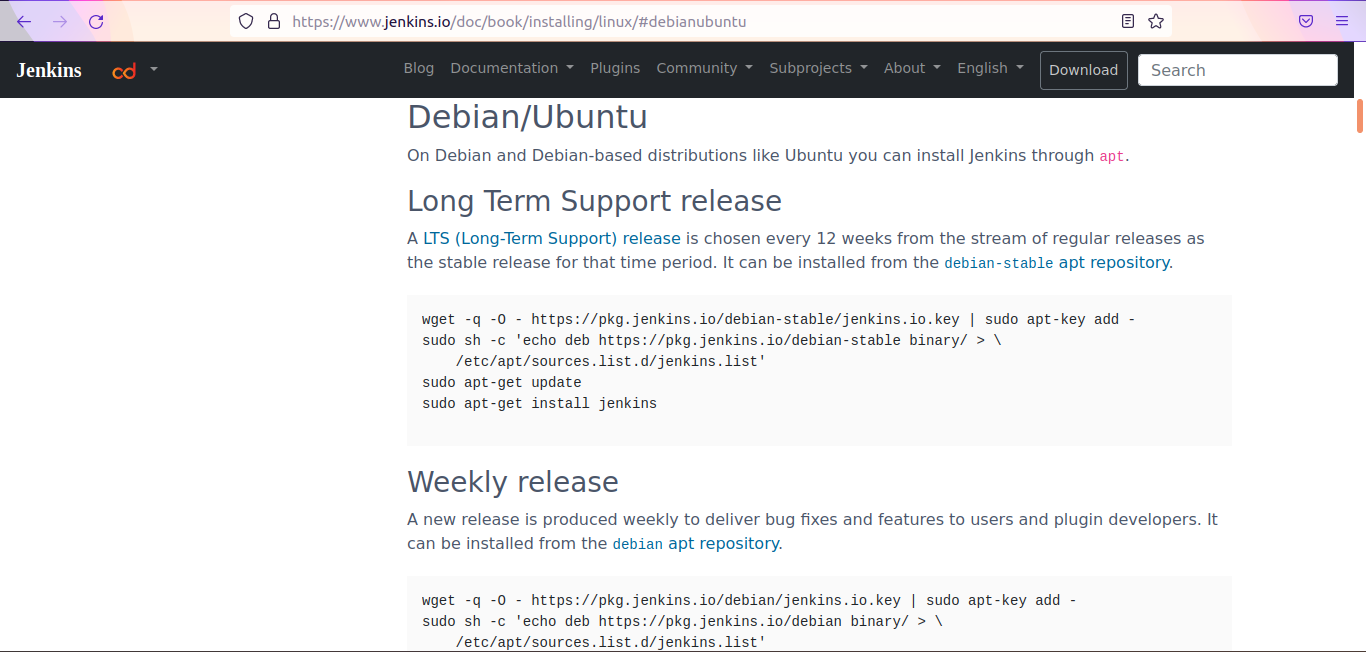 https://www.jenkins.io/doc/book/installing/linux/#debianubuntu
Jenkins cd Blog Documentation Plugins Community Subprojects About English Download Search
Debian/Ubuntu
On Debian and Debian-based distributions like Ubuntu you can install Jenkins through apt.
Long Term Support release
A LTS (Long-Term Support) release is chosen every 12 weeks from the stream of regular releases as
the stable release for that time period. It can be installed from the debian-stable apt repository.
wget -q -O - https://pkg.jenkins.io/debian-stable/jenkins.io.key | sudo apt-key add -
sudo sh -c 'echo deb https://pkg.jenkins.io/debian-stable binary/ > \
    /etc/apt/sources.list.d/jenkins.list'
sudo apt-get update
sudo apt-get install jenkins
Weekly release
A new release is produced weekly to deliver bug fixes and features to users and plugin developers. It
can be installed from the debian apt repository.
wget -q -O - https://pkg.jenkins.io/debian/jenkins.io.key | sudo apt-key add -
sudo sh -c 'echo deb https://pkg.jenkins.io/debian binary/ > \
    /etc/apt/sources.list.d/jenkins.list'